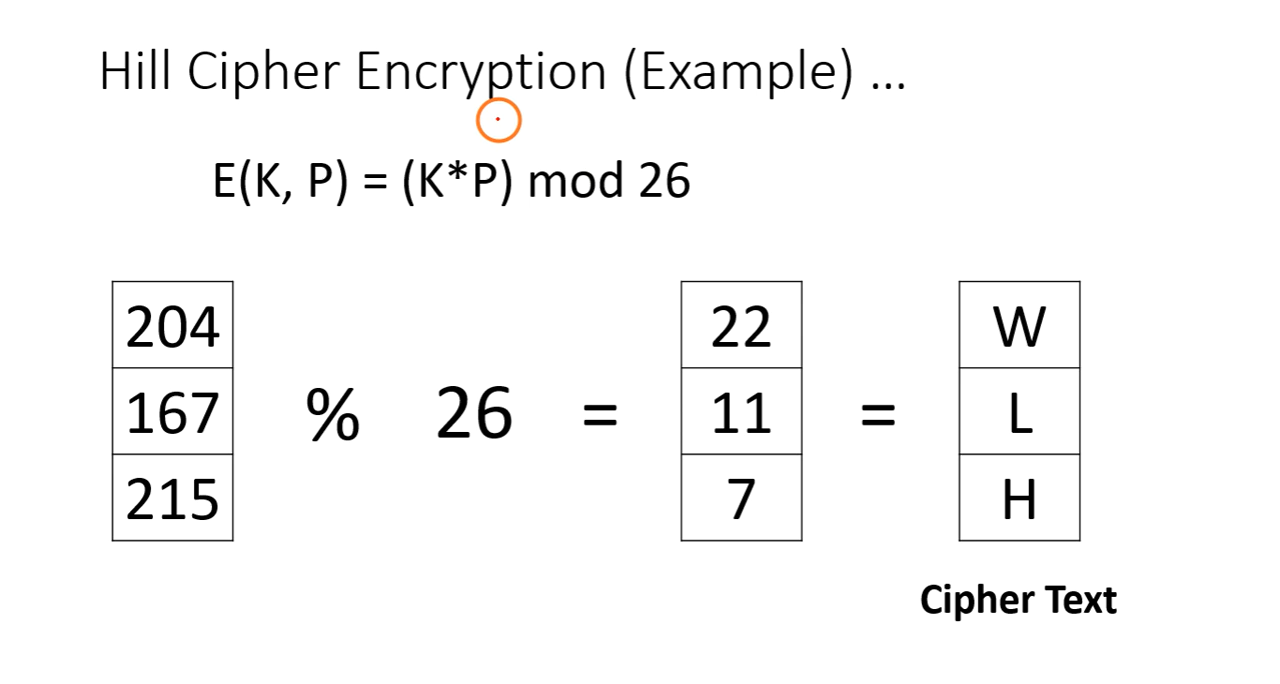 Hill Cipher Encryption (Example) ...
E(K, P) = (K*P) mod 26
204 22 W
167 % 26 = 11 = L
215 7 H
Cipher Text